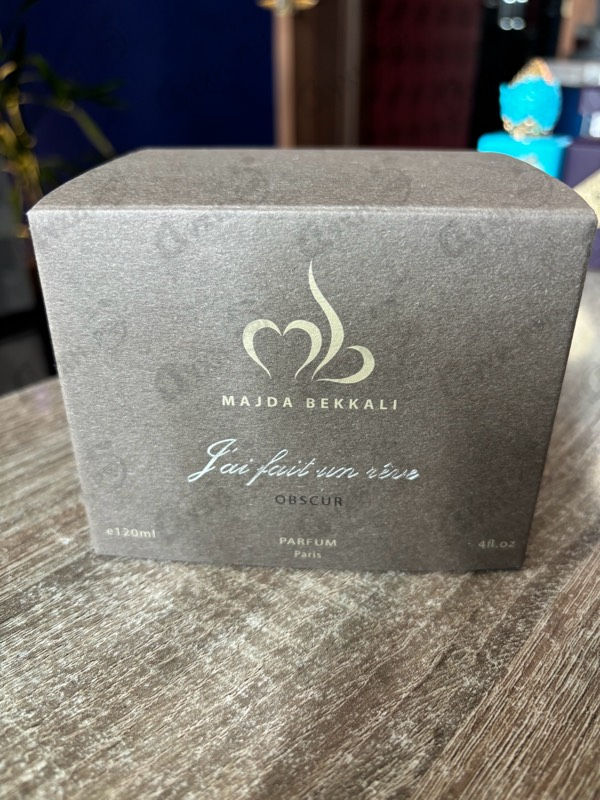 MAJDA BEKKALI
J'ai fait un rêve
OBSCUR
e120ml
PARFUM
4fl.oz
Paris